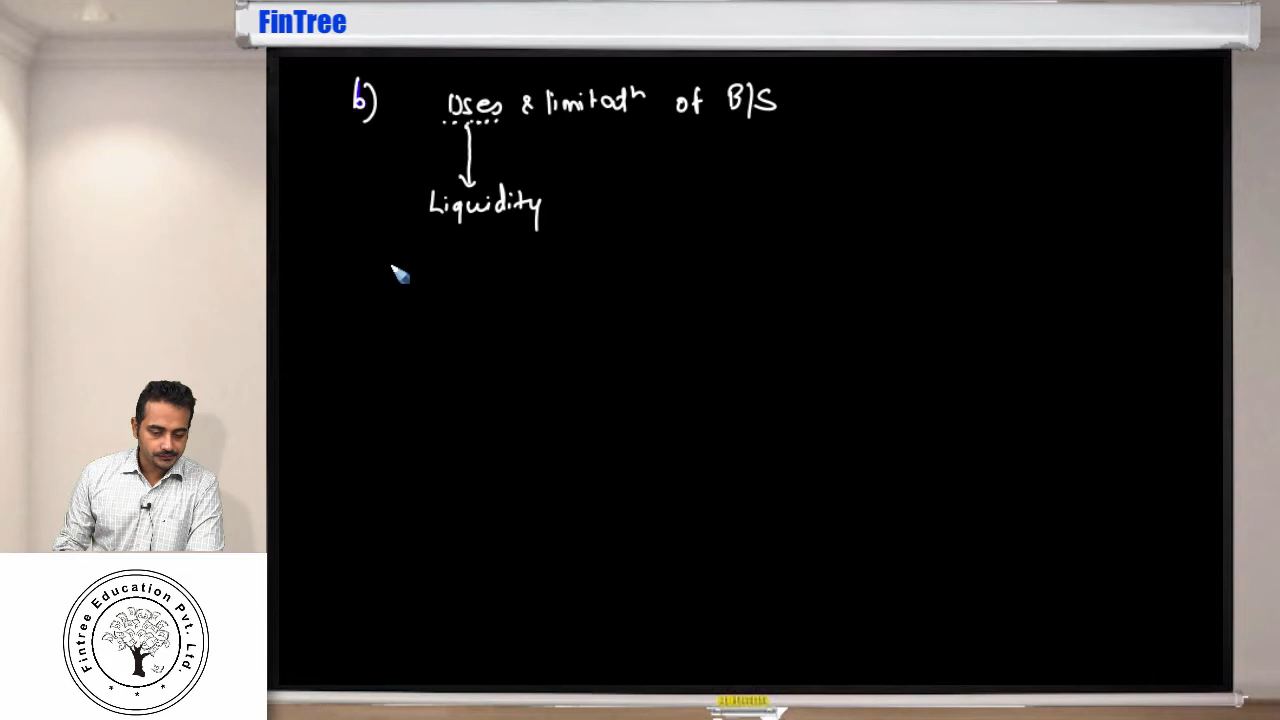 FinTree
b) Uses & limitatn of B/S
Liquidity
Fintree Education Pvt. Ltd.
* * *